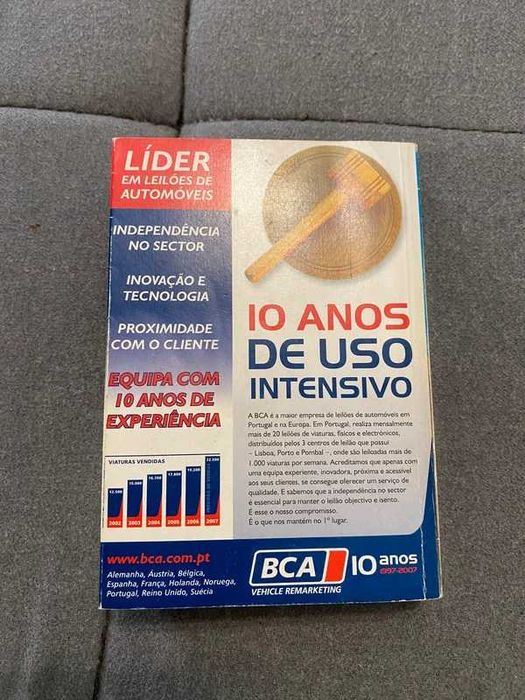 LÍDER
EM LEILÕES DE
AUTOMÓVEIS
INDEPENDÊNCIA
NO SECTOR
INOVAÇÃO E
TECNOLOGIA
PROXIMIDADE
COM O CLIENTE
EQUIPA COM
10 ANOS DE
EXPERIÊNCIA
VIATURAS VENDIDAS
2002 2003 2004 2005 2006 2007
www.bca.com.pt
Alemanha, Áustria, Bélgica,
Espanha, França, Holanda, Noruega,
Portugal, Reino Unido, Suécia
10 ANOS
DE USO
INTENSIVO
A BCA é a maior empresa de leilões de automóveis em
Portugal e na Europa. Em Portugal, realiza mensalmente
mais de 20 leilões de viaturas, físicos e electrónicos,
distribuídos pelos 3 centros de leilão que possui
– Lisboa, Porto e Pombal –, onde são leiloadas mais de
1.000 viaturas por semana. Acreditamos que apenas com
uma equipa experiente, inovadora, próxima e acessível
aos seus clientes, se consegue oferecer um serviço de
qualidade. E sabemos que a independência no sector
é essencial para manter o leilão objectivo e isento.
É esse o nosso compromisso.
É o que nos mantém no 1º lugar.
BCA
VEHICLE REMARKETING
10 anos
1997-2007